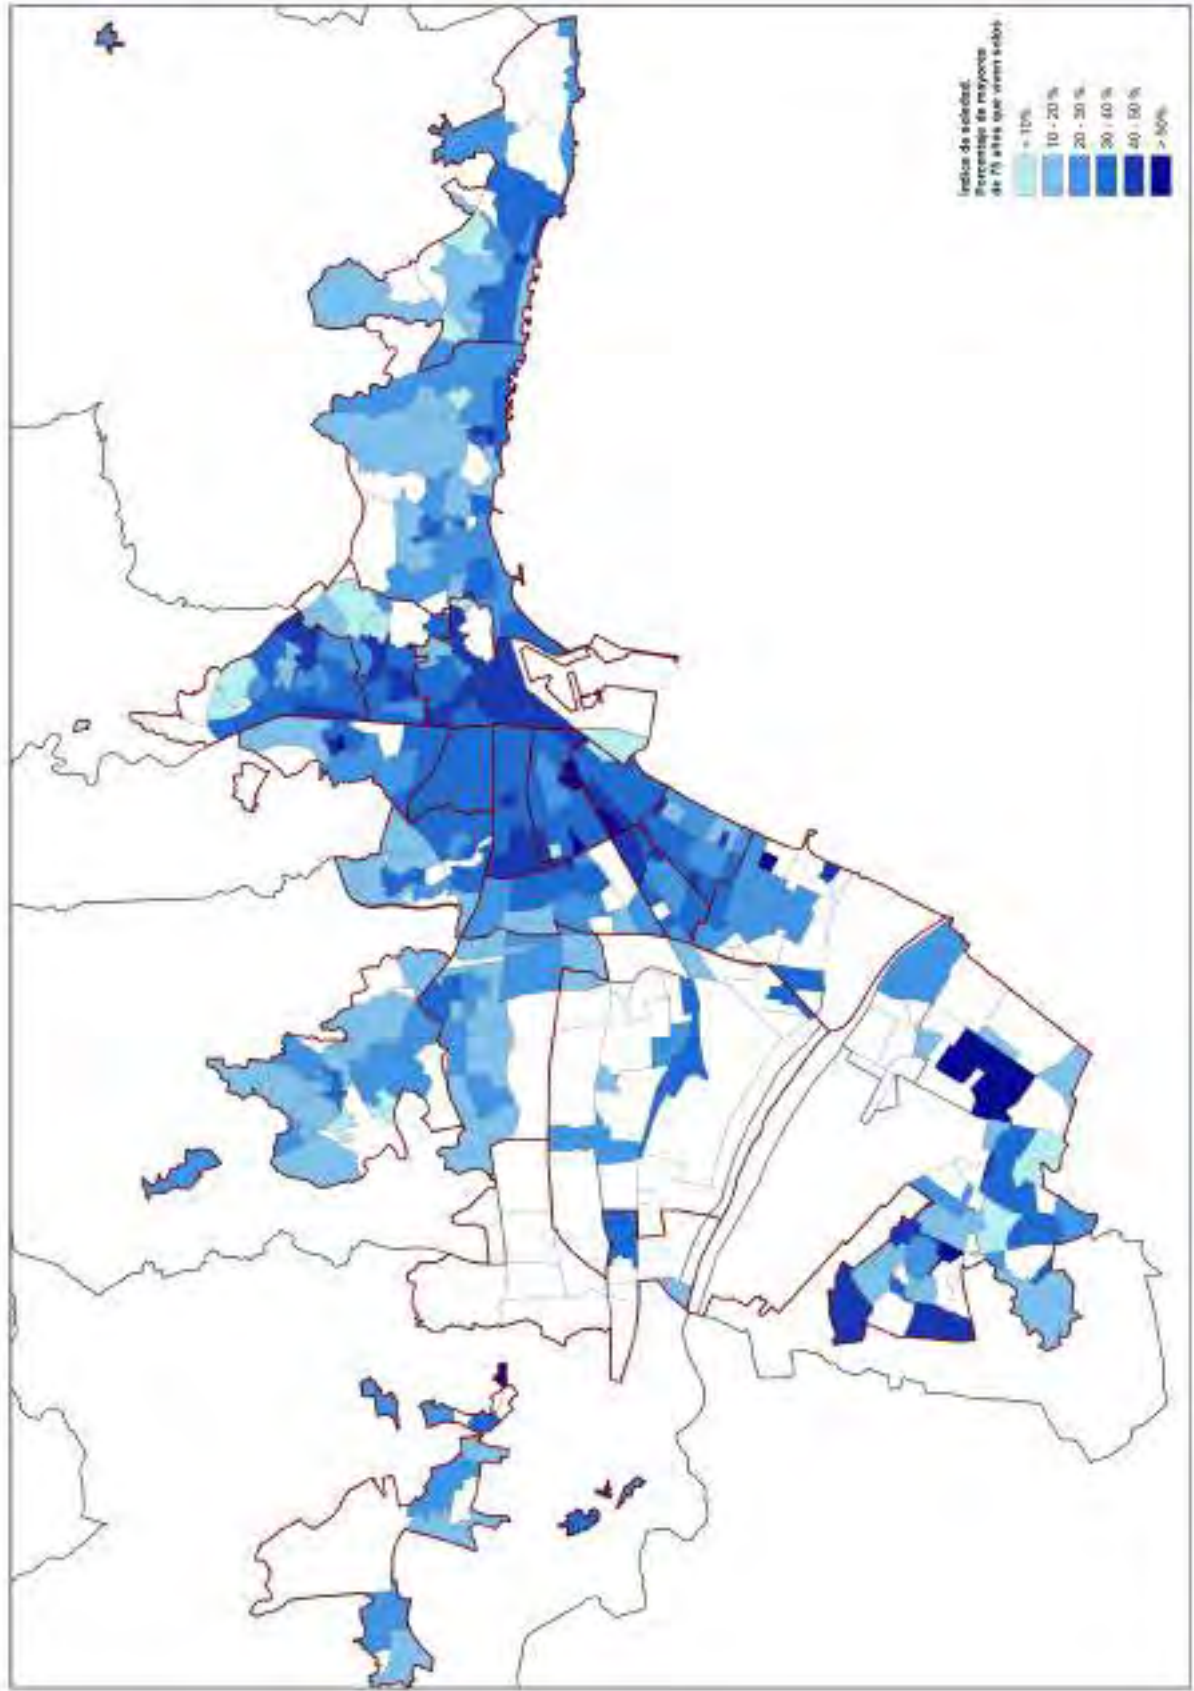 Indice de soledad.
Porcentaje de mayores
de 75 años que viven solos
< 10%
10 - 20 %
20 - 30 %
30 - 40 %
40 - 50 %
> 50%